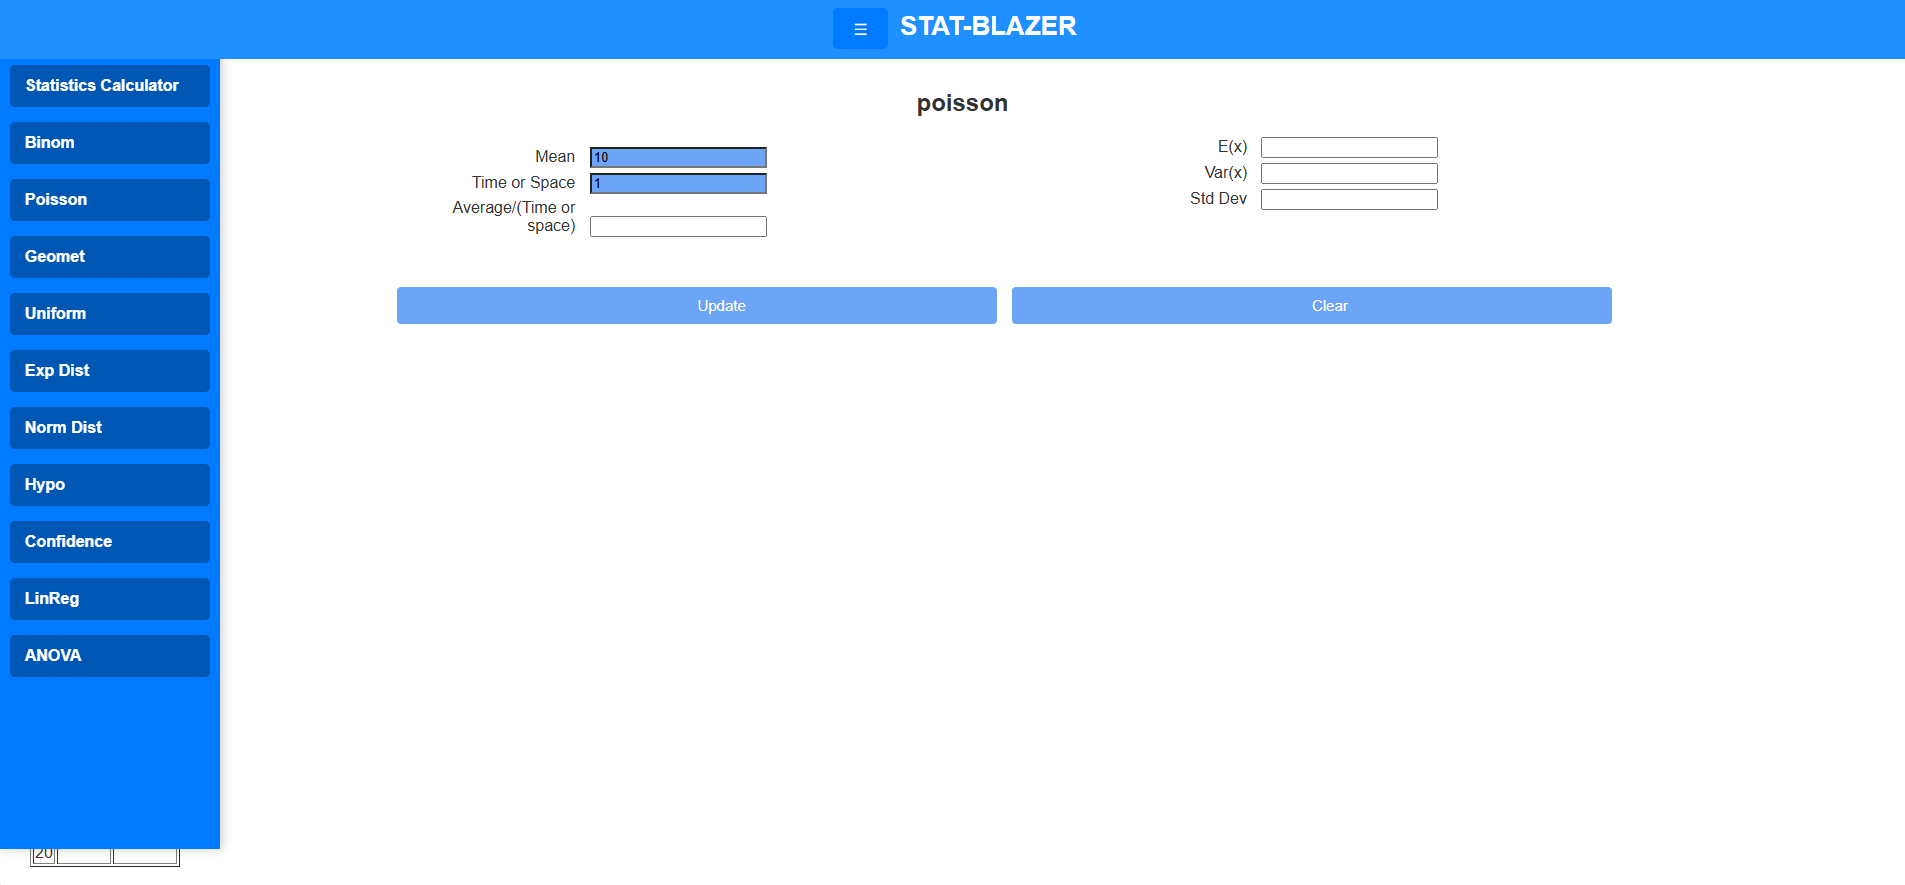 ☰ STAT-BLAZER
Statistics Calculator
Binom
Poisson
Geomet
Uniform
Exp Dist
Norm Dist
Hypo
Confidence
LinReg
ANOVA
poisson
Mean 10
Time or Space 1
Average/(Time or
space)
E(x)
Var(x)
Std Dev
Update
Clear
20